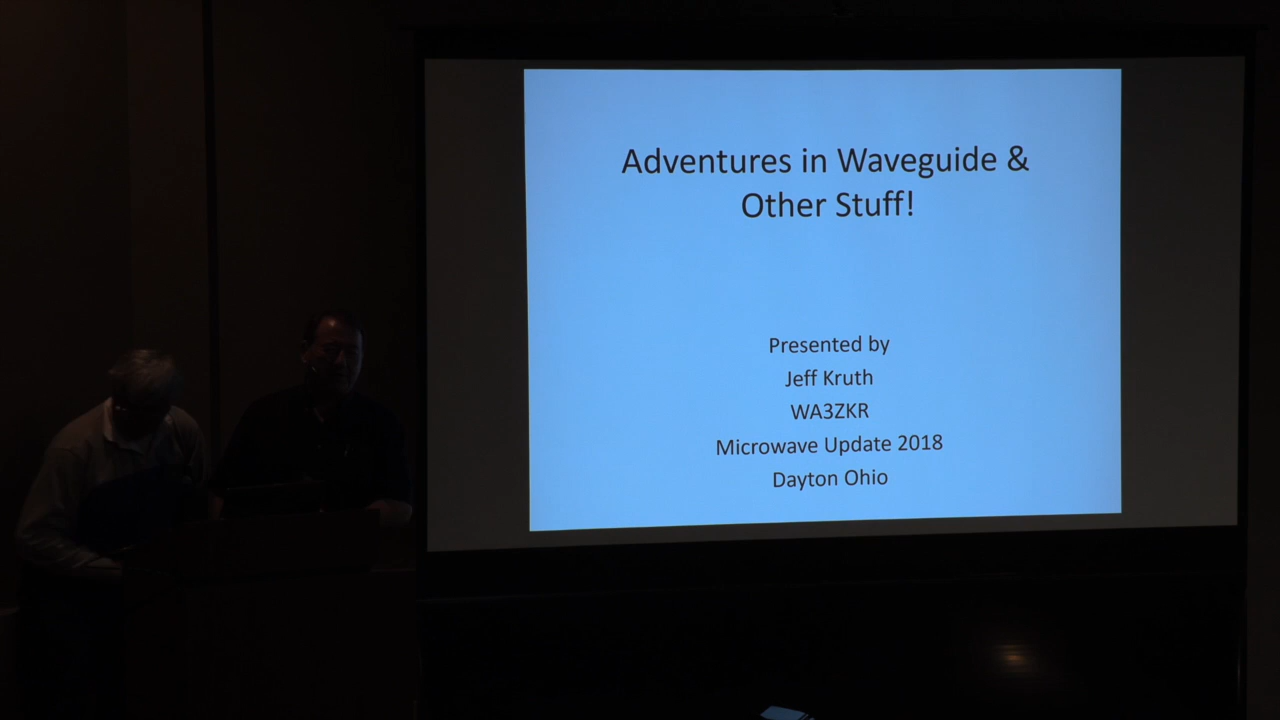 Adventures in Waveguide &
Other Stuff!
Presented by
Jeff Kruth
WA3ZKR
Microwave Update 2018
Dayton Ohio